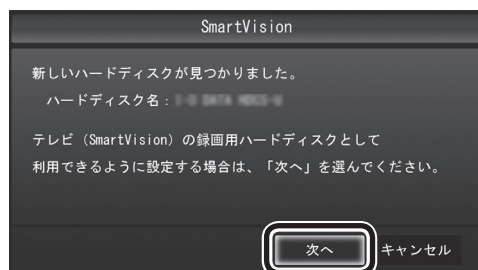 SmartVision
新しいハードディスクが見つかりました。
ハードディスク名：
テレビ（SmartVision）の録画用ハードディスクとして
利用できるように設定する場合は、「次へ」を選んでください。
次へ
キャンセル